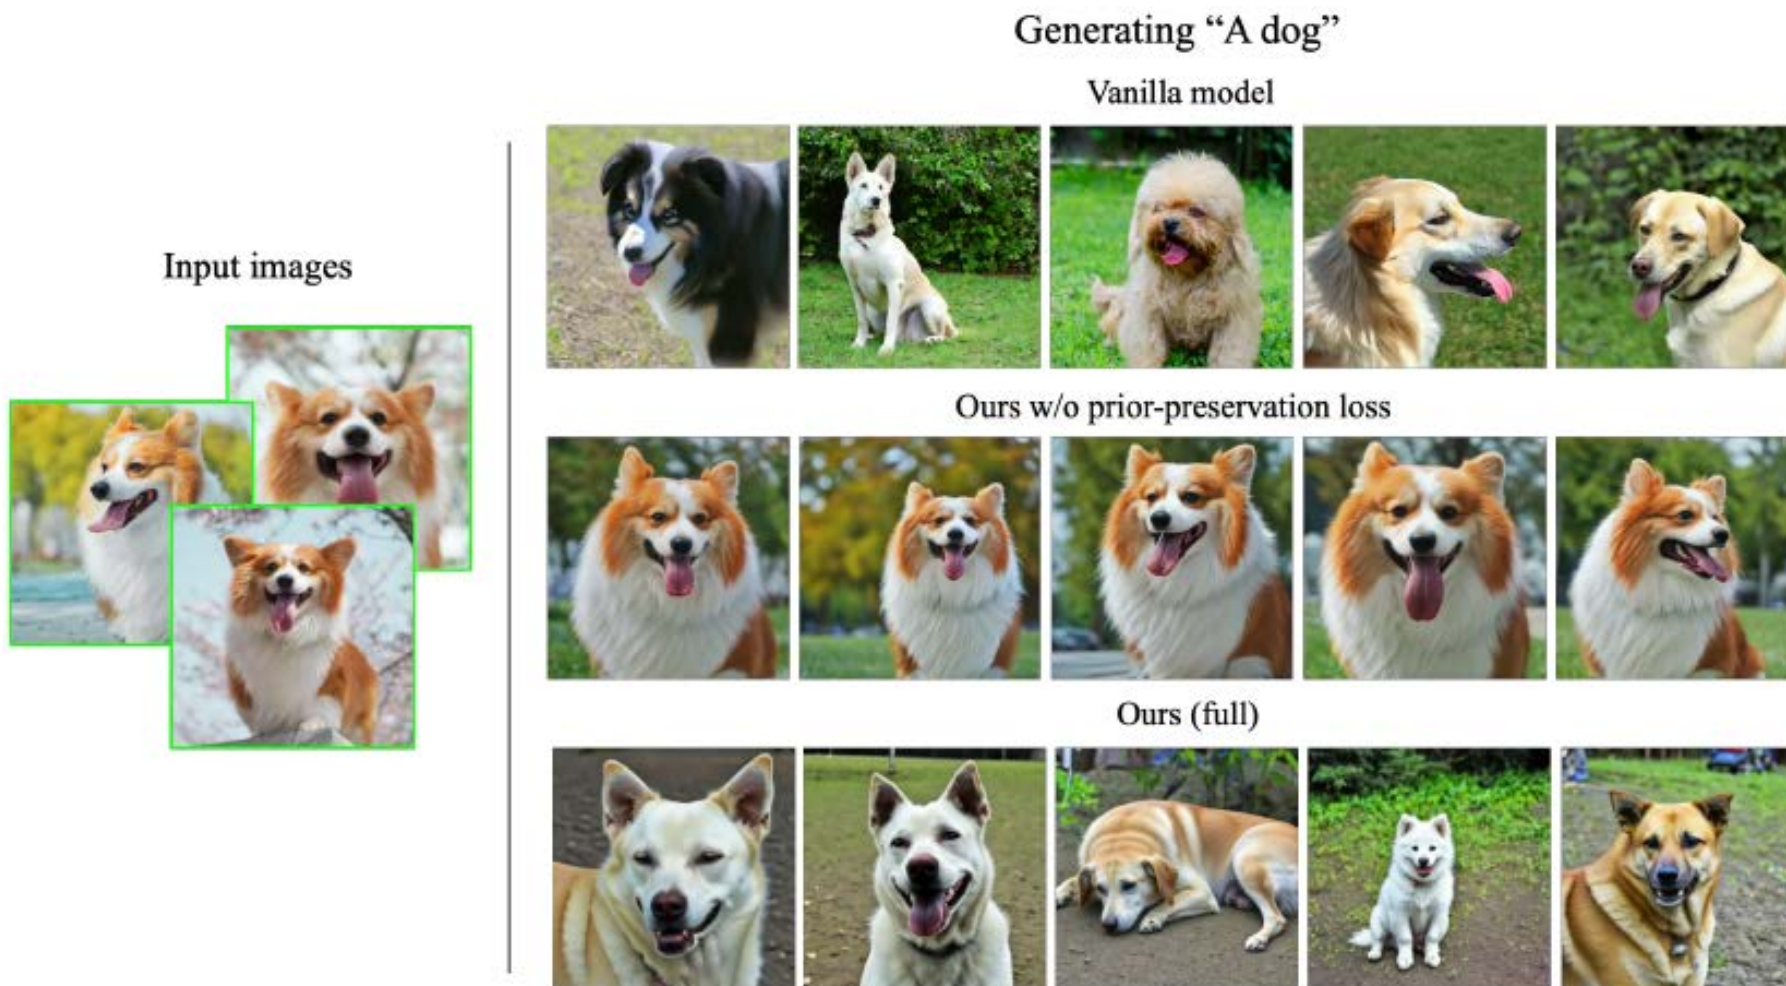 Generating “A dog”
Vanilla model
Input images
Ours w/o prior-preservation loss
Ours (full)